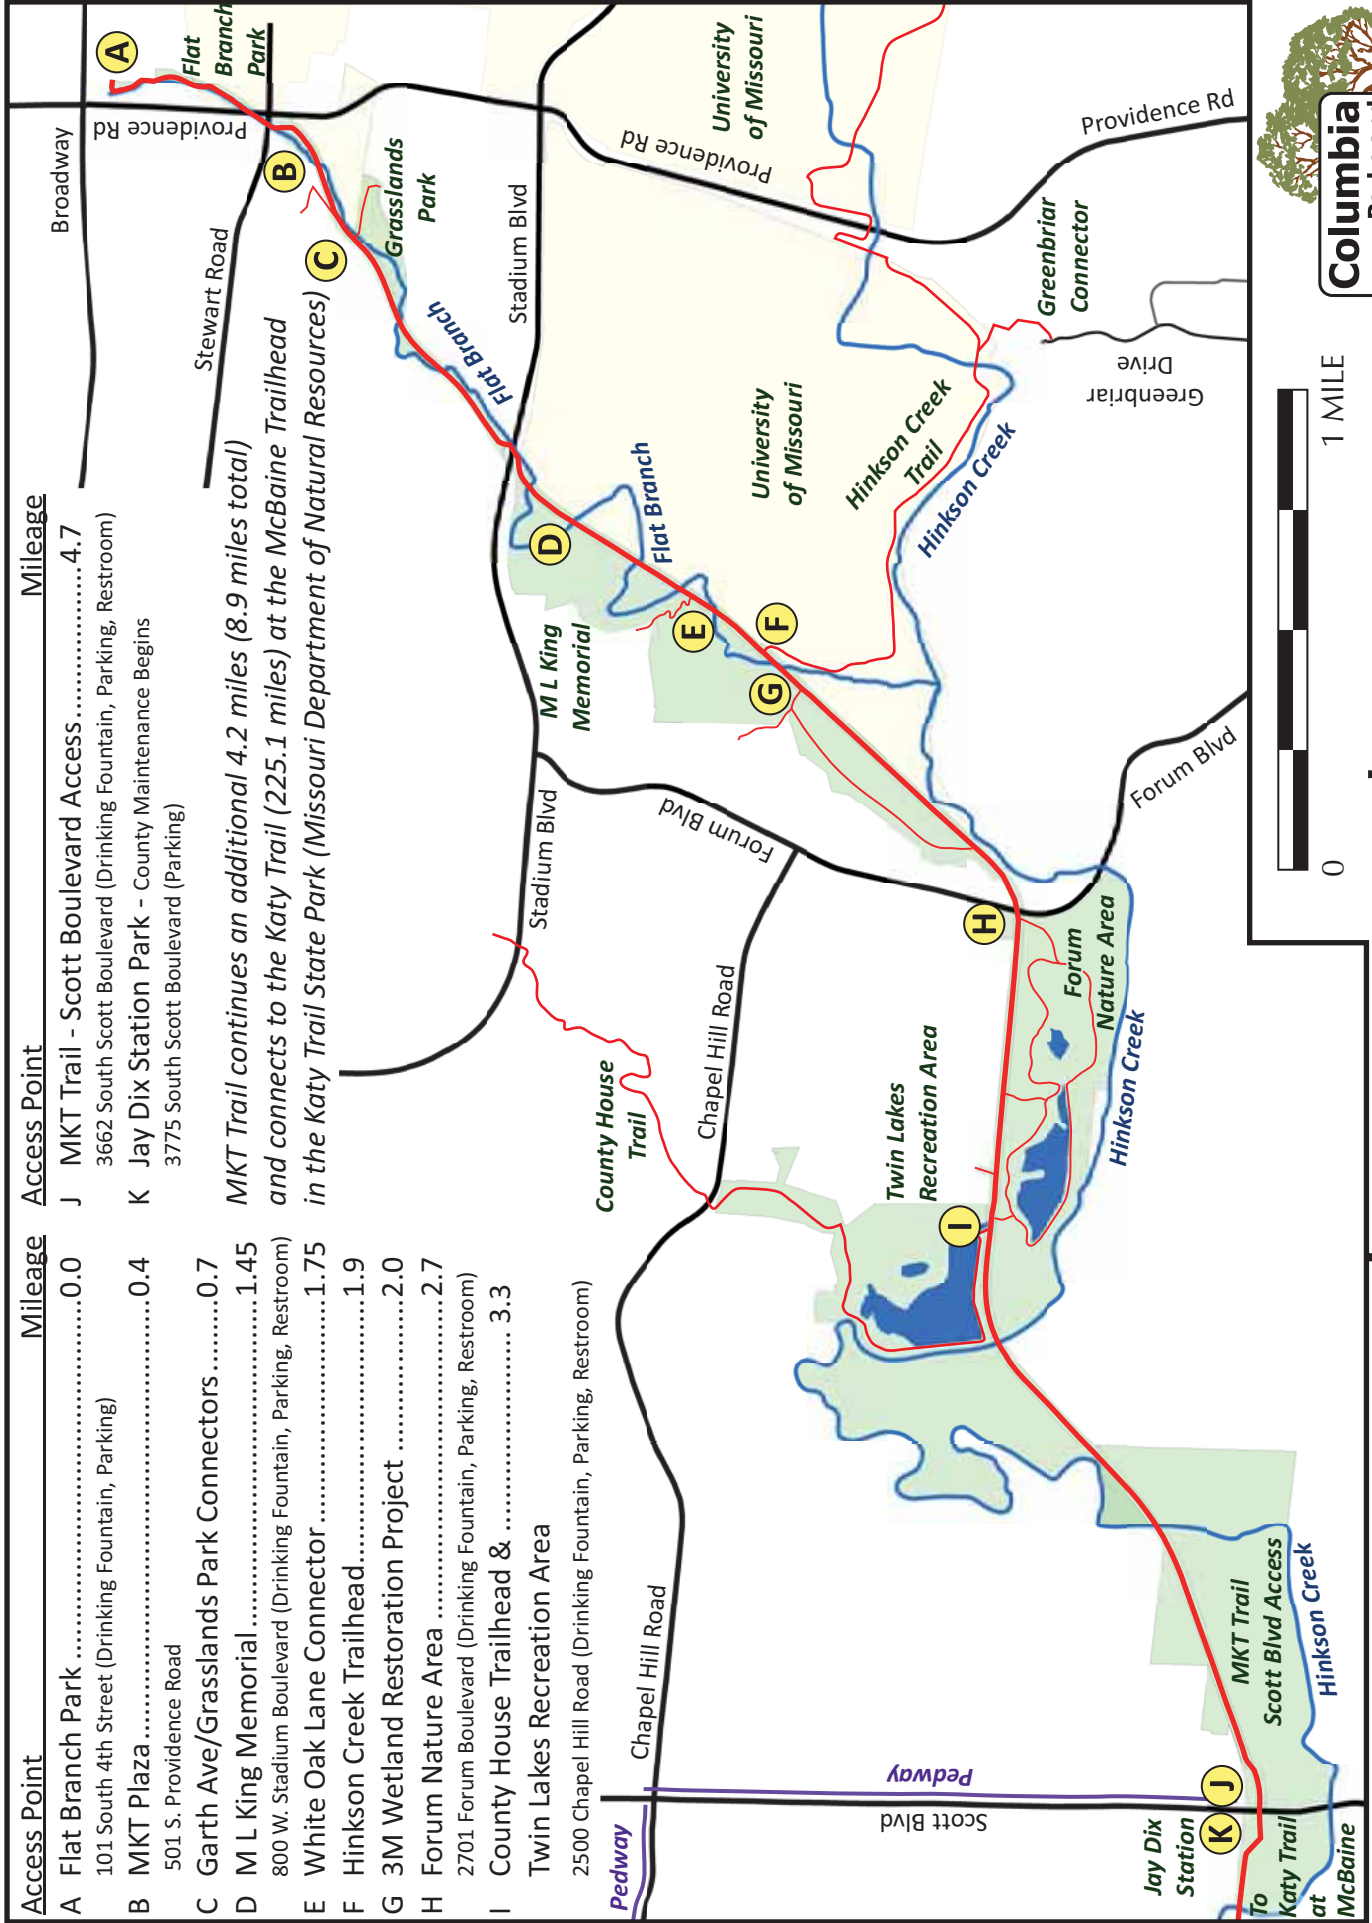 Access Point Mileage
A Flat Branch Park ........ 0.0
101 South 4th Street (Drinking Fountain, Parking)
B MKT Plaza ........ 0.4
501 S. Providence Road
C Garth Ave/Grasslands Park Connectors ........ 0.7
D M L King Memorial ........ 1.45
800 W. Stadium Boulevard (Drinking Fountain, Parking, Restroom)
E White Oak Lane Connector ........ 1.75
F Hinkson Creek Trailhead ........ 1.9
G 3M Wetland Restoration Project ........ 2.0
H Forum Nature Area ........ 2.7
2701 Forum Boulevard (Drinking Fountain, Parking, Restroom)
I County House Trailhead & ........ 3.3
Twin Lakes Recreation Area
2500 Chapel Hill Road (Drinking Fountain, Parking, Restroom)
Access Point Mileage
J MKT Trail - Scott Boulevard Access ........ 4.7
3662 South Scott Boulevard (Drinking Fountain, Parking, Restroom)
K Jay Dix Station Park - County Maintenance Begins
3775 South Scott Boulevard (Parking)
MKT Trail continues an additional 4.2 miles (8.9 miles total)
and connects to the Katy Trail (225.1 miles) at the McBaine Trailhead
in the Katy Trail State Park (Missouri Department of Natural Resources)
Broadway
Stewart Road
Providence Rd
A
Flat
Branch
Park
B
C
Grasslands
Park
Flat Branch
Stadium Blvd
Providence Rd
University
of Missouri
Providence Rd
D
M L King
Memorial
Flat Branch
E
F
G
University
of Missouri
Hinkson Creek
Trail
Hinkson Creek
Greenbriar
Connector
Greenbriar
Drive
Stadium Blvd
Forum Blvd
Forum Blvd
H
Forum
Nature Area
Hinkson Creek
County House
Trail
Chapel Hill Road
Twin Lakes
Recreation Area
I
Chapel Hill Road
Pedway
Pedway
Scott Blvd
MKT Trail
Scott Blvd Access
Hinkson Creek
J
K
Jay Dix
Station
To
Katy Trail
at
McBaine
0 1 MILE
Columbia